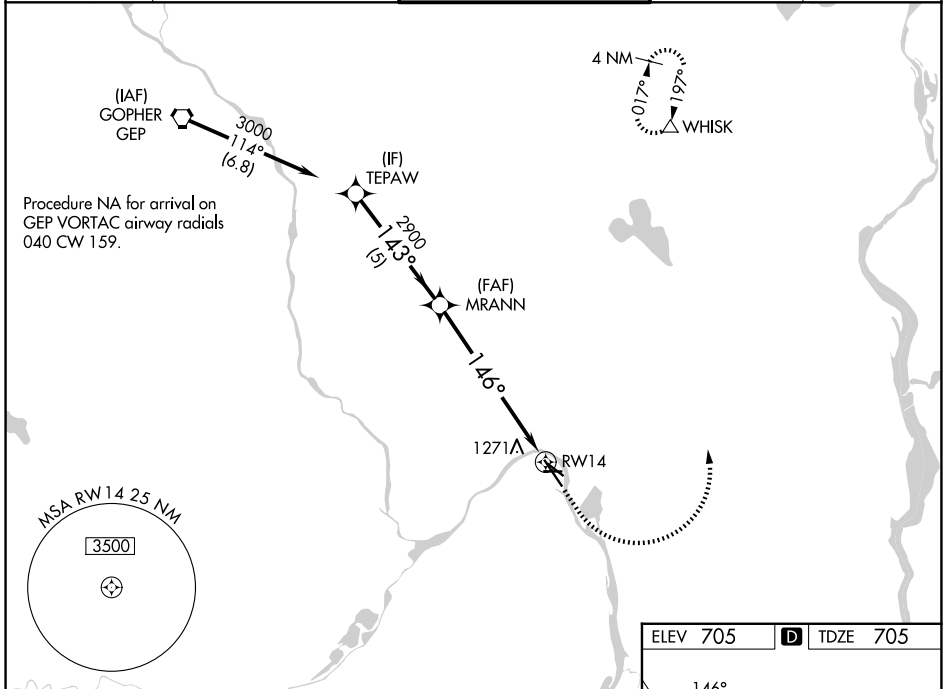 4 NM
017°
197°
WHISK
(IAF)
GOPHER
GEP
3000
114°
(6.8)
(IF)
TEPAW
Procedure NA for arrival on
GEP VORTAC airway radials
040 CW 159.
2900
143°
(5)
(FAF)
MRANN
146°
1271
RW14
MSA RW14 25 NM
3500
ELEV 705 D TDZE 705
146°